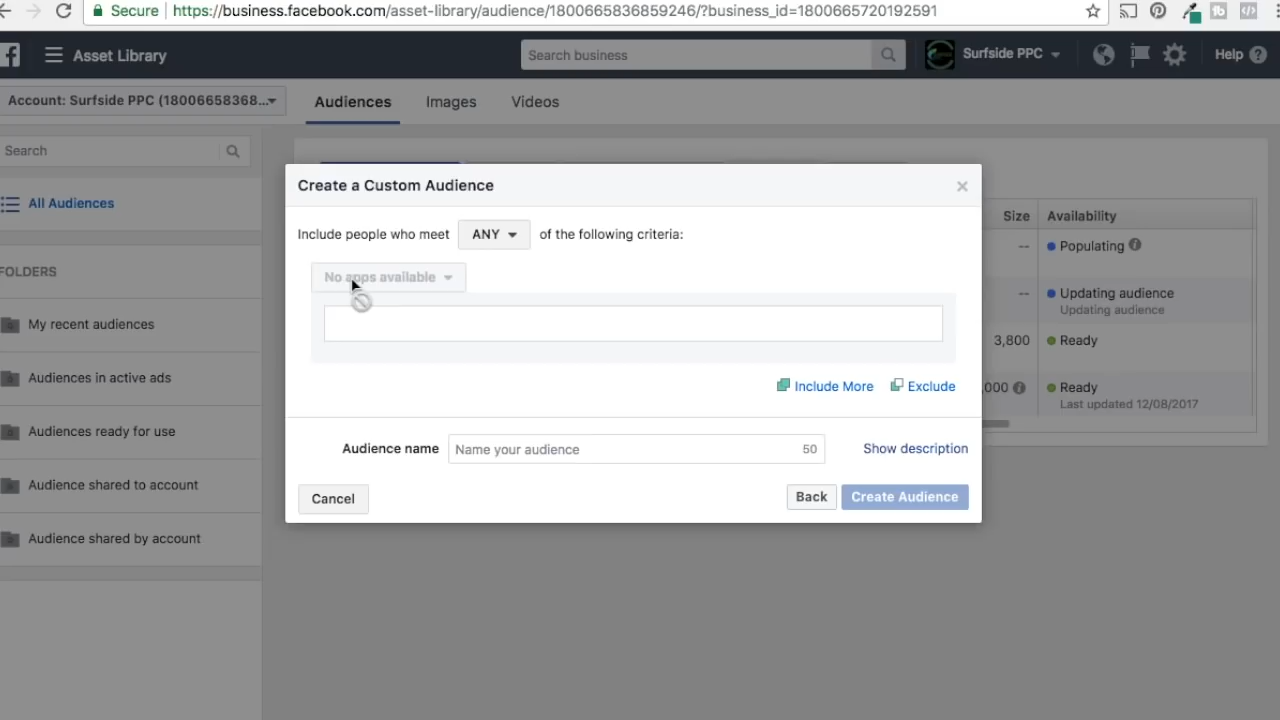 Secure https://business.facebook.com/asset-library/audience/1800665836859246/?business_id=1800665720192591
Asset Library
Search business
Surfside PPC
Help
Account: Surfside PPC (18006658368...
Audiences
Images
Videos
Search
All Audiences
FOLDERS
My recent audiences
Audiences in active ads
Audiences ready for use
Audience shared to account
Audience shared by account
Size
Availability
--
Populating
--
Updating audience
Updating audience
3,800
Ready
,000
Ready
Last updated 12/08/2017
Create a Custom Audience
Include people who meet ANY of the following criteria:
No apps available
Include More
Exclude
Audience name
Name your audience
50
Show description
Cancel
Back
Create Audience